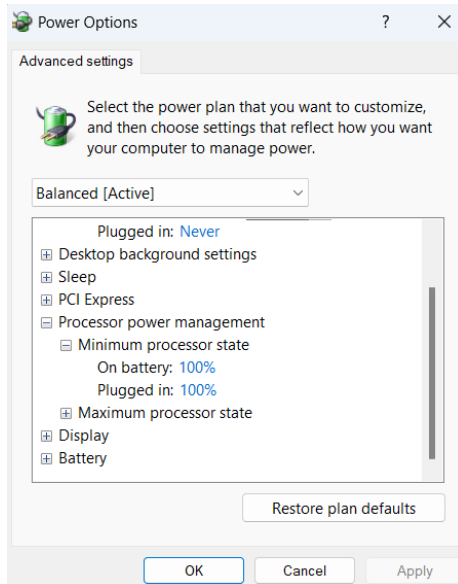 Power Options
Advanced settings
Select the power plan that you want to customize,
and then choose settings that reflect how you want
your computer to manage power.
Balanced [Active]
Plugged in: Never
Desktop background settings
Sleep
PCI Express
Processor power management
Minimum processor state
On battery: 100%
Plugged in: 100%
Maximum processor state
Display
Battery
Restore plan defaults
OK Cancel Apply